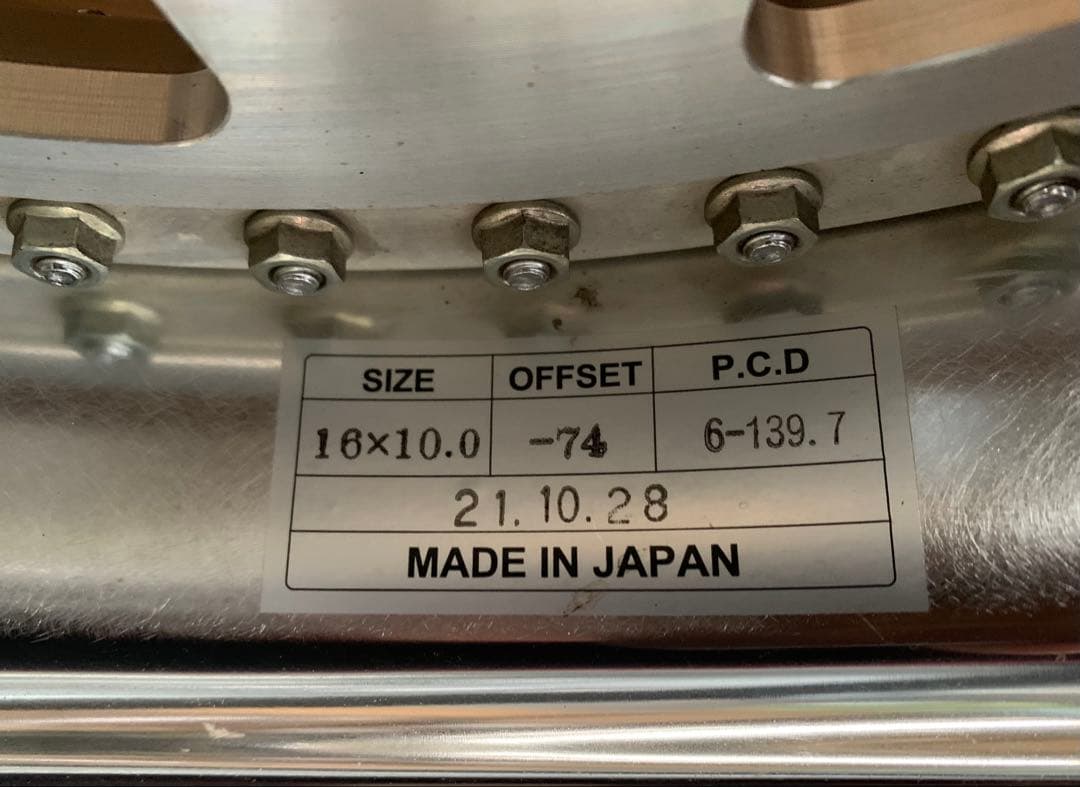 SIZE OFFSET P.C.D
16×10.0 -74 6-139.7
21.10.28
MADE IN JAPAN